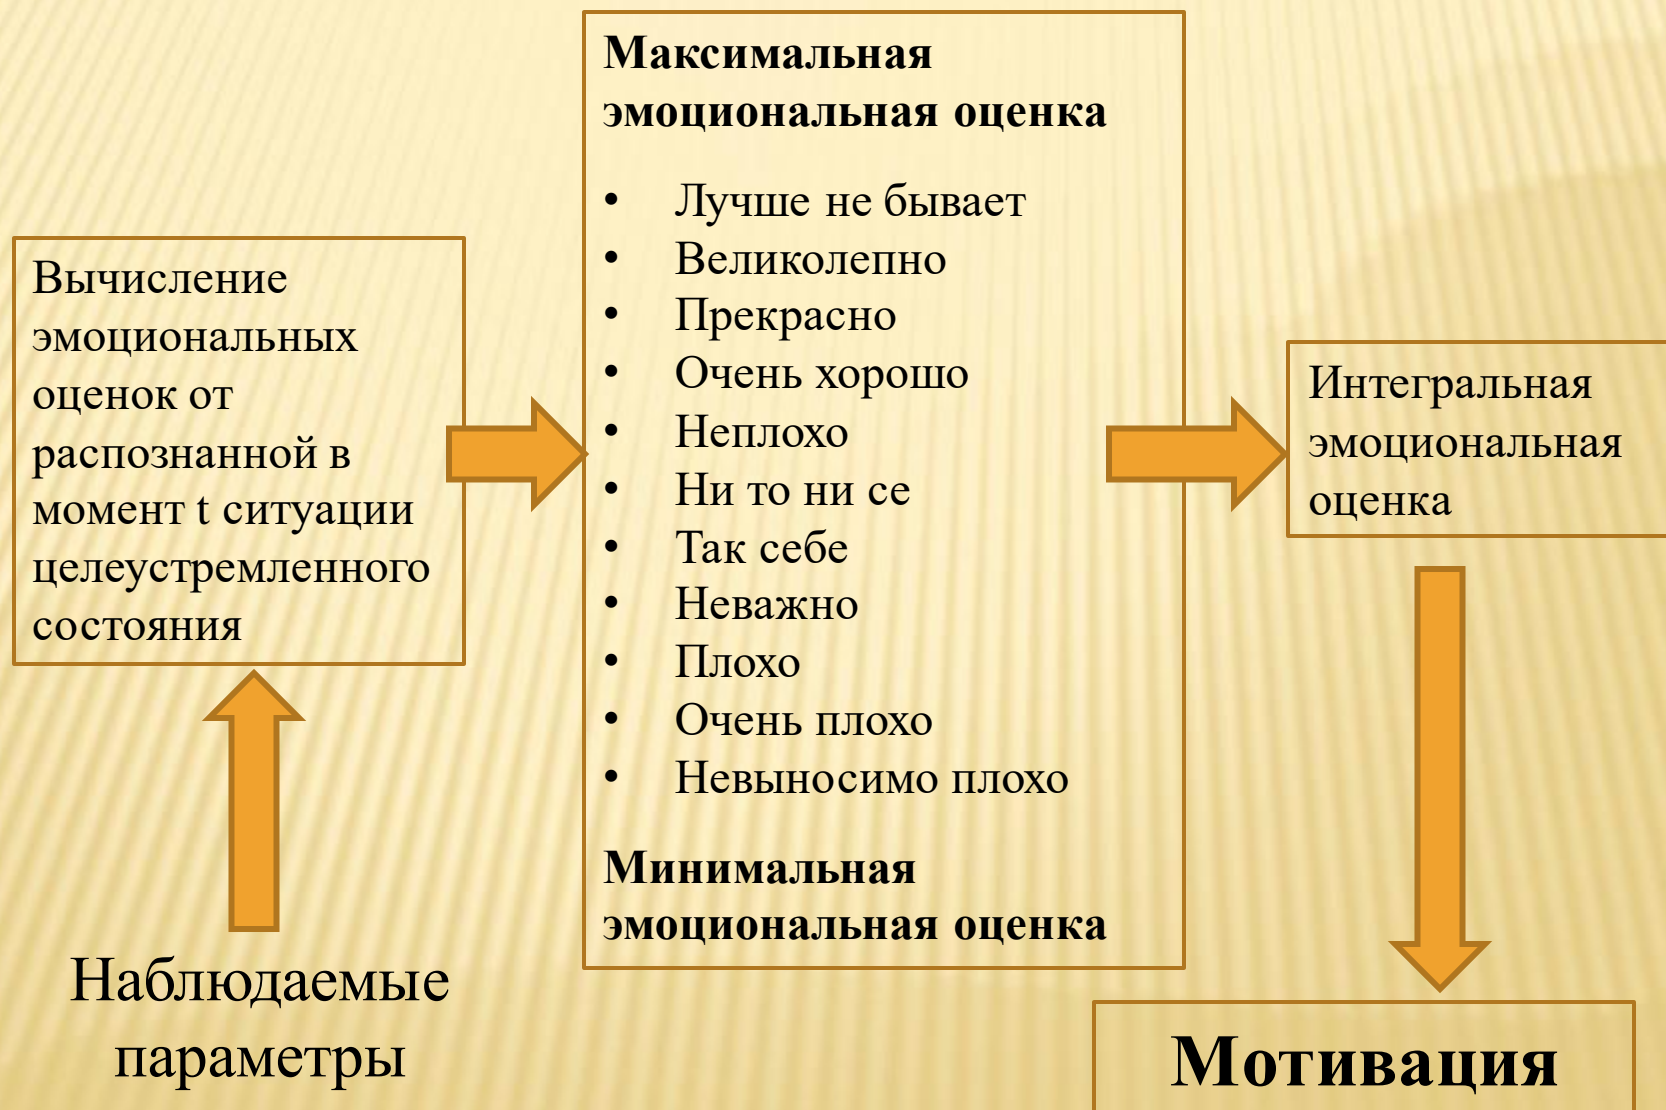 Максимальная
эмоциональная оценка
• Лучше не бывает
• Великолепно
• Прекрасно
• Очень хорошо
• Неплохо
• Ни то ни се
• Так себе
• Неважно
• Плохо
• Очень плохо
• Невыносимо плохо
Минимальная
эмоциональная оценка
Вычисление
эмоциональных
оценок от
распознанной в
момент t ситуации
целеустремленного
состояния
Интегральная
эмоциональная
оценка
Наблюдаемые
параметры
Мотивация